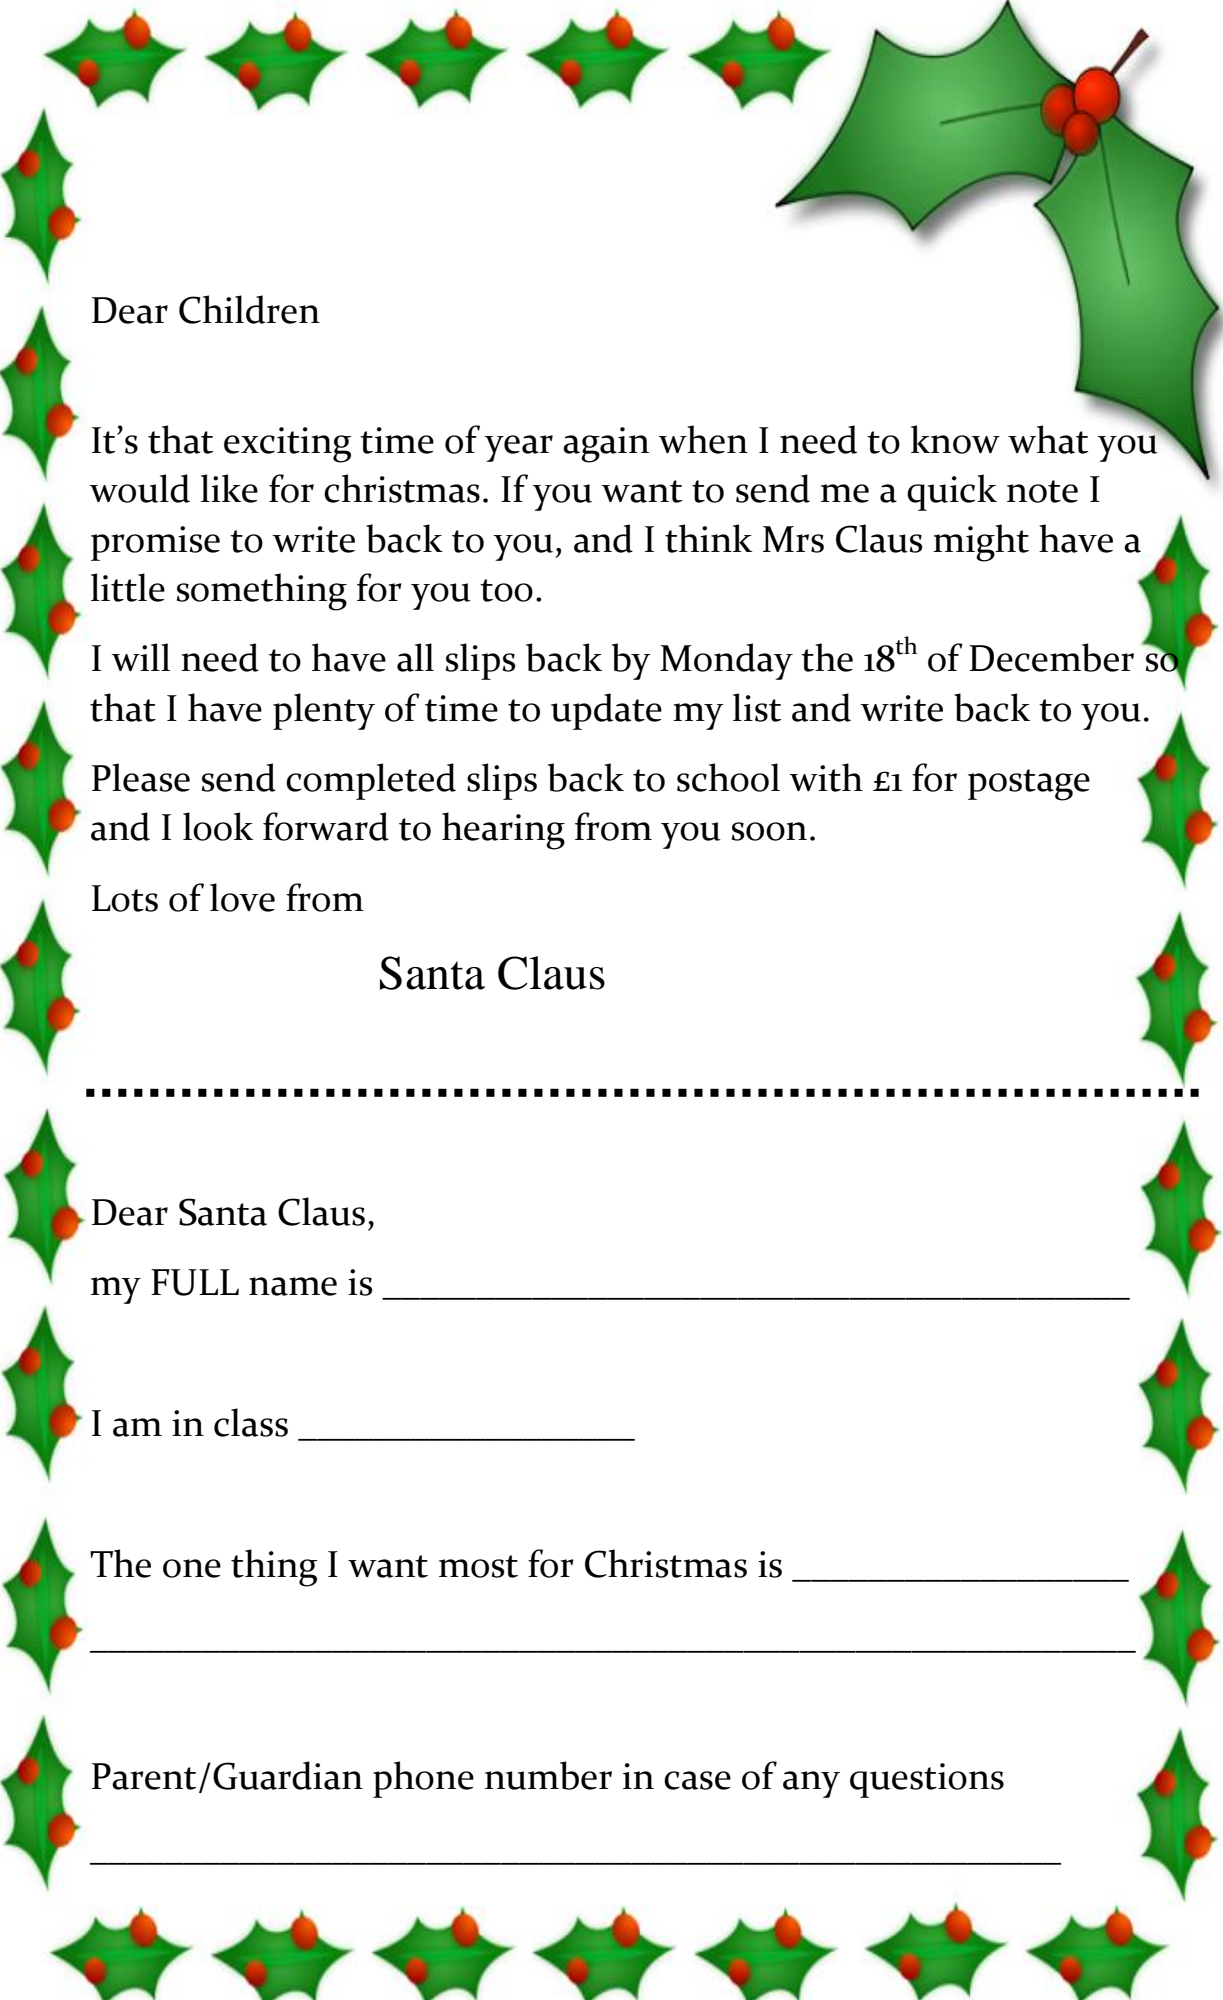 Dear Children
It’s that exciting time of year again when I need to know what you
would like for christmas. If you want to send me a quick note I
promise to write back to you, and I think Mrs Claus might have a
little something for you too.
I will need to have all slips back by Monday the 18th of December so
that I have plenty of time to update my list and write back to you.
Please send completed slips back to school with £1 for postage
and I look forward to hearing from you soon.
Lots of love from
Santa Claus
Dear Santa Claus,
my FULL name is ________________________________________
I am in class __________________
The one thing I want most for Christmas is __________________
________________________________________________________
Parent/Guardian phone number in case of any questions
____________________________________________________